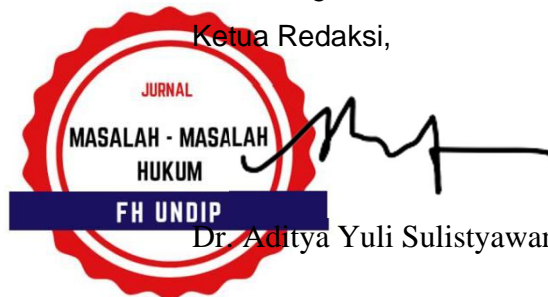 Ketua Redaksi,
JURNAL
MASALAH - MASALAH
HUKUM
FH UNDIP
Dr. Aditya Yuli Sulistyawan